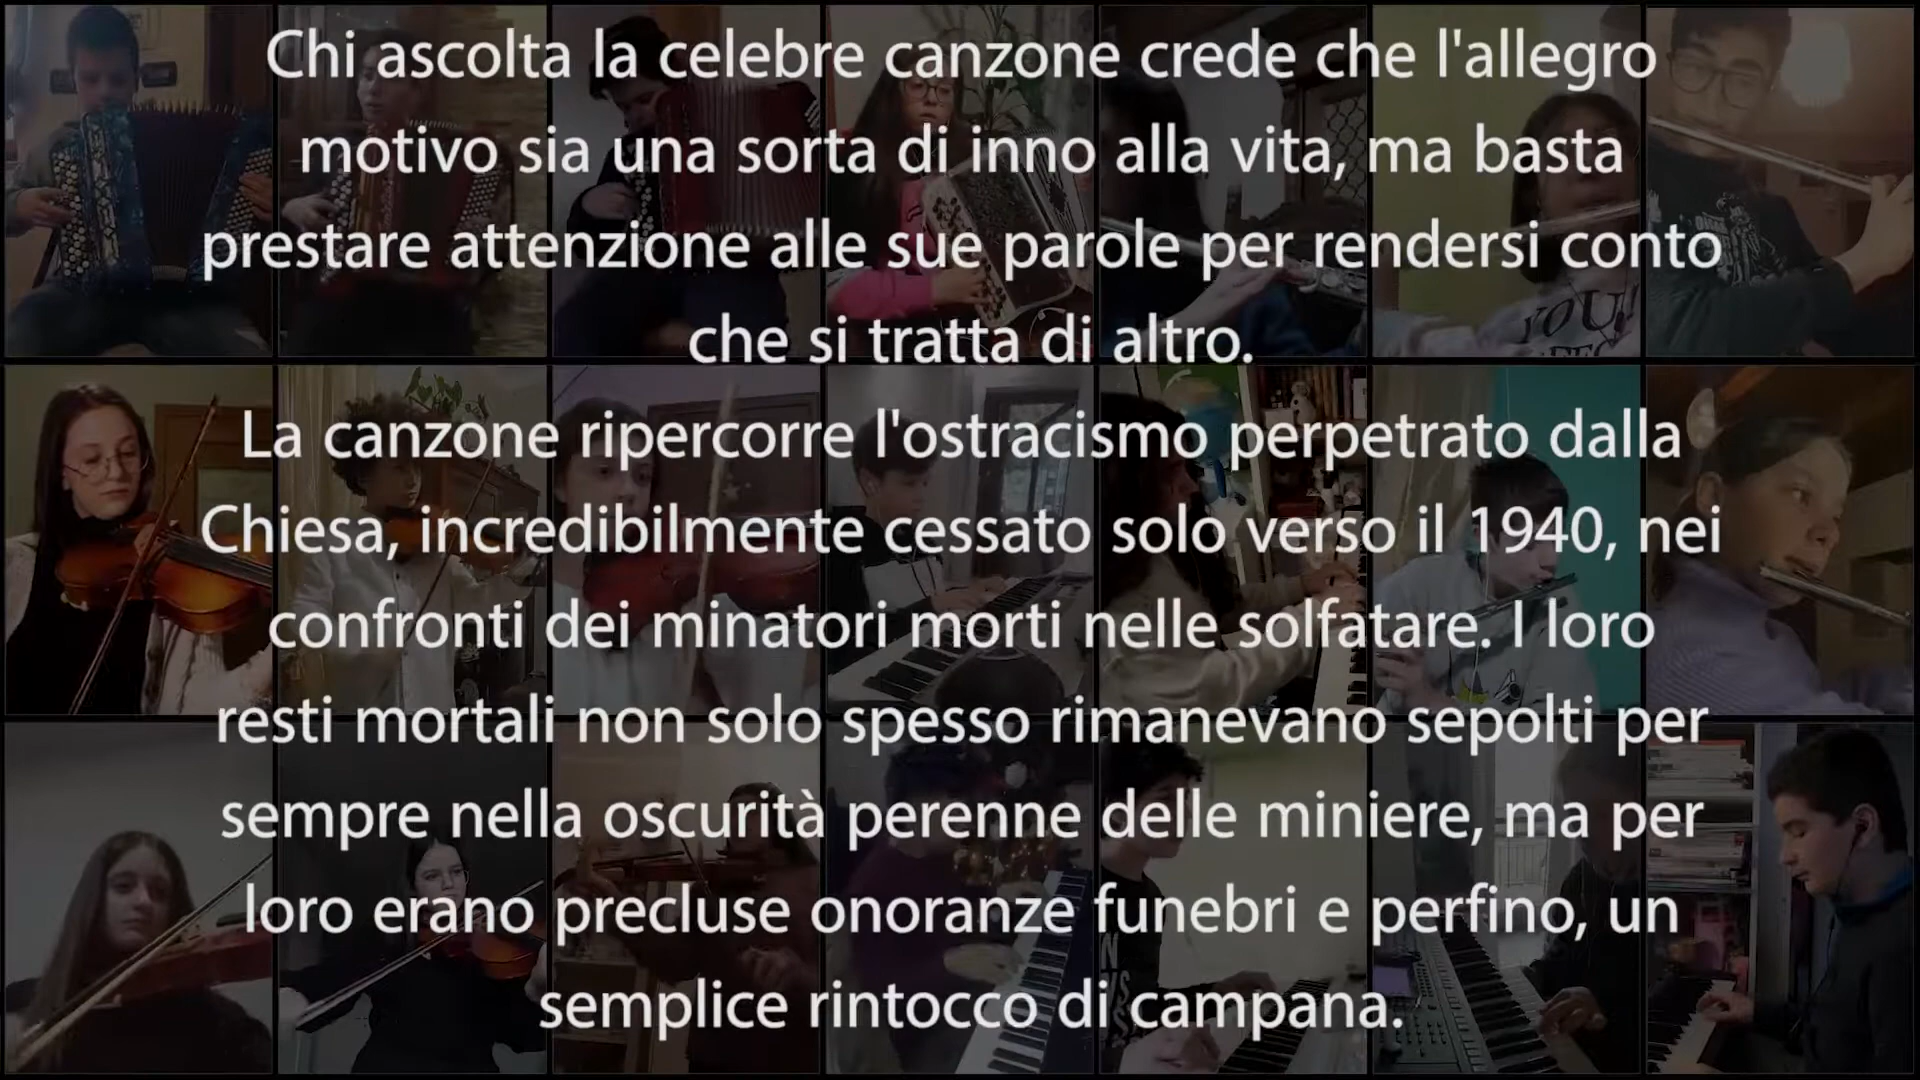 Chi ascolta la celebre canzone crede che l'allegro
motivo sia una sorta di inno alla vita, ma basta
prestare attenzione alle sue parole per rendersi conto
che si tratta di altro.
La canzone ripercorre l'ostracismo perpetrato dalla
Chiesa, incredibilmente cessato solo verso il 1940, nei
confronti dei minatori morti nelle solfatare. I loro
resti mortali non solo spesso rimanevano sepolti per
sempre nella oscurità perenne delle miniere, ma per
loro erano precluse onoranze funebri e perfino, un
semplice rintocco di campana.
YOU!